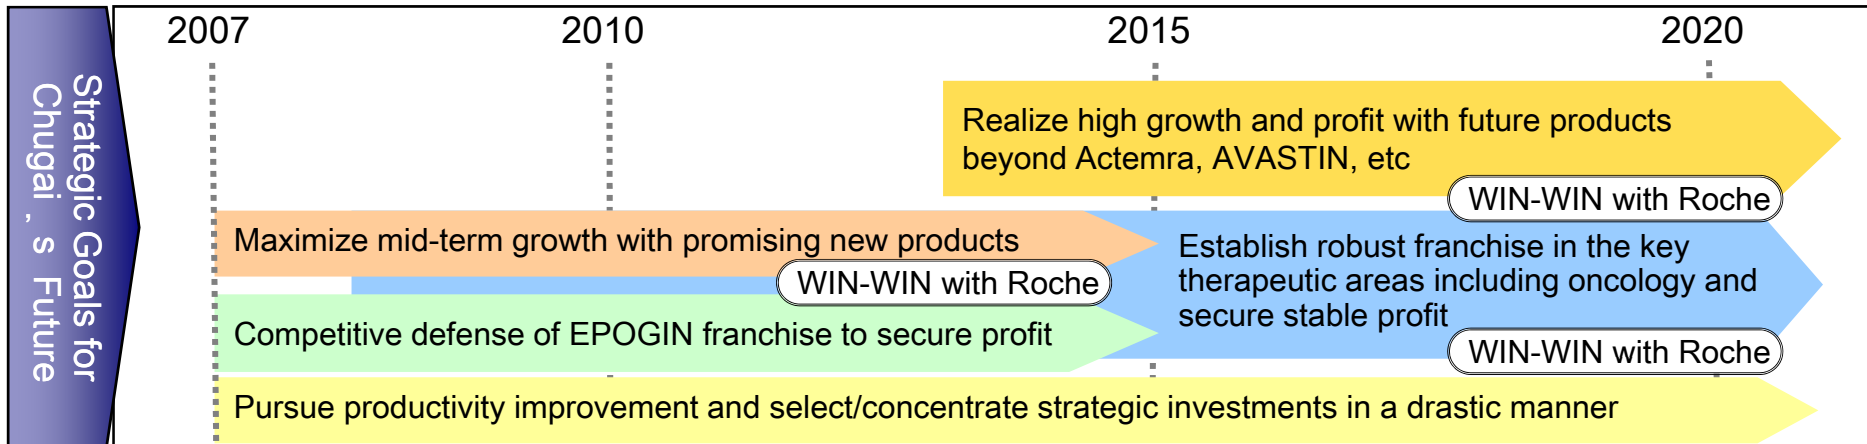 Strategic Goals for
Chugai , s Future
2007
2010
2015
2020
Realize high growth and profit with future products
beyond Actemra, AVASTIN, etc
WIN-WIN with Roche
Maximize mid-term growth with promising new products
WIN-WIN with Roche
Establish robust franchise in the key
therapeutic areas including oncology and
secure stable profit
Competitive defense of EPOGIN franchise to secure profit
WIN-WIN with Roche
Pursue productivity improvement and select/concentrate strategic investments in a drastic manner